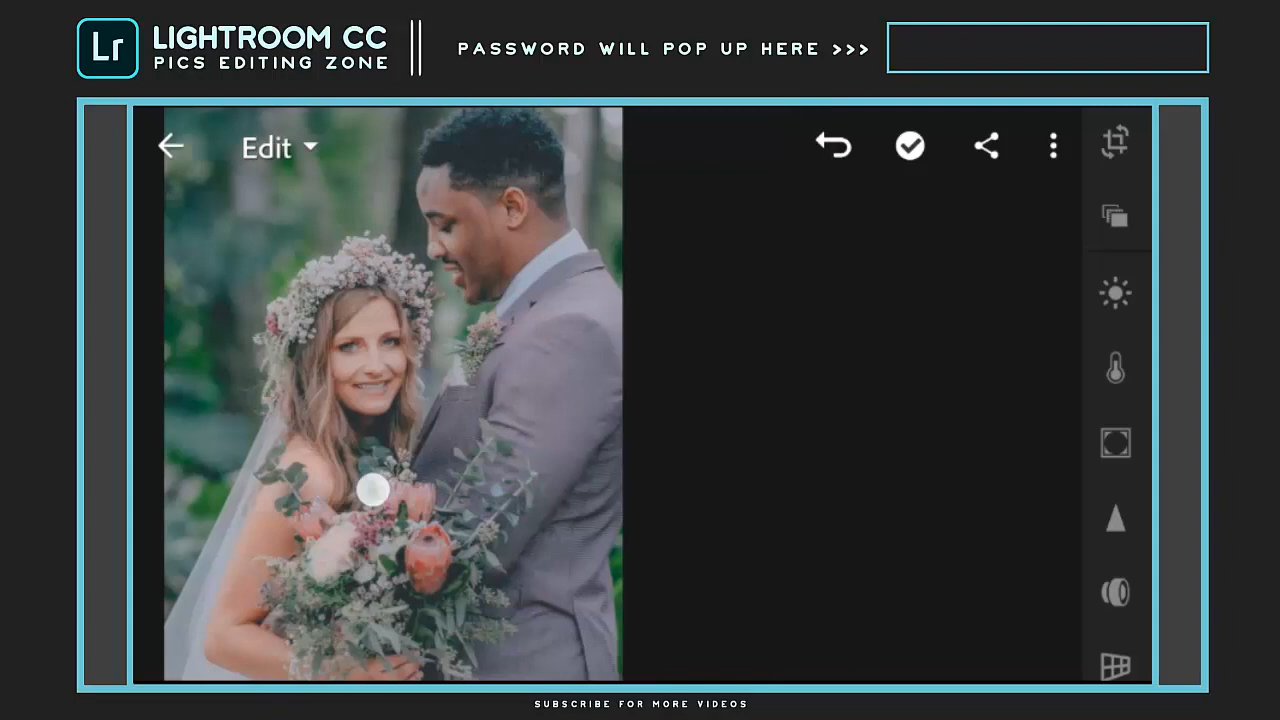 Lr
LIGHTROOM CC
PICS EDITING ZONE
PASSWORD WILL POP UP HERE >>>
Edit
SUBSCRIBE FOR MORE VIDEOS